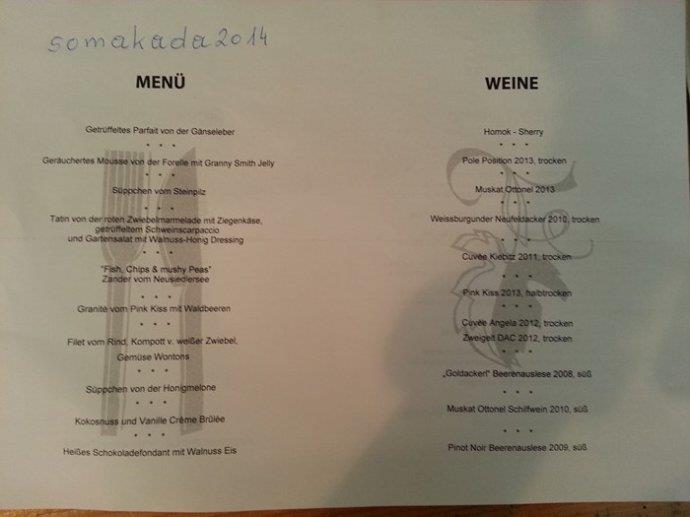 somakada2014
MENÜ
Getrüffeltes Parfait von der Gänseleber
* * *
Geräuchertes Mousse von der Forelle mit Granny Smith Jelly
* * *
Süppchen vom Steinpilz
* * *
Tatin von der roten Zwiebelmarmelade mit Ziegenkäse,
getrüffeltem Schweinscarpaccio
und Gartensalat mit Walnuss-Honig Dressing
* * *
"Fish, Chips & mushy Peas"
Zander vom Neusiedlersee
* * *
Granité vom Pink Kiss mit Waldbeeren
* * *
Filet vom Rind, Kompott v. weißer Zwiebel,
Gemüse Wontons
* * *
Süppchen von der Honigmelone
* * *
Kokosnuss und Vanille Crème Brûlée
* * *
Heißes Schokoladefondant mit Walnuss Eis
WEINE
Homok - Sherry
* * *
Pole Position 2013, trocken
* * *
Muskat Ottonel 2013
* * *
Weissburgunder Neufeldacker 2010, trocken
* * *
Cuvée Kiebitz 2011, trocken
* * *
Pink Kiss 2013, halbtrocken
* * *
Cuvée Angela 2012, trocken
Zweigelt DAC 2012, trocken
* * *
„Goldackerl" Beerenauslese 2008, süß
* * *
Muskat Ottonel Schilfwein 2010, süß
* * *
Pinot Noir Beerenauslese 2009, süß